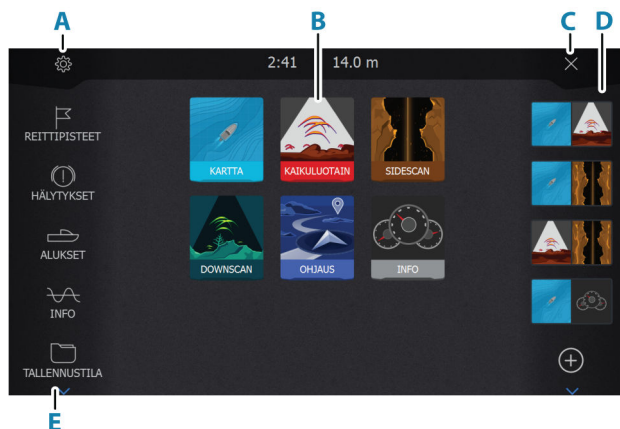 A B C D
2:41 14.0 m
REITTIPISTEET
HÄLYTYKSET
ALUKSET
INFO
TALLENNUSTILA
KARTTA KAIKULUOTAIN SIDESCAN
DOWNSCAN OHJAUS INFO
E